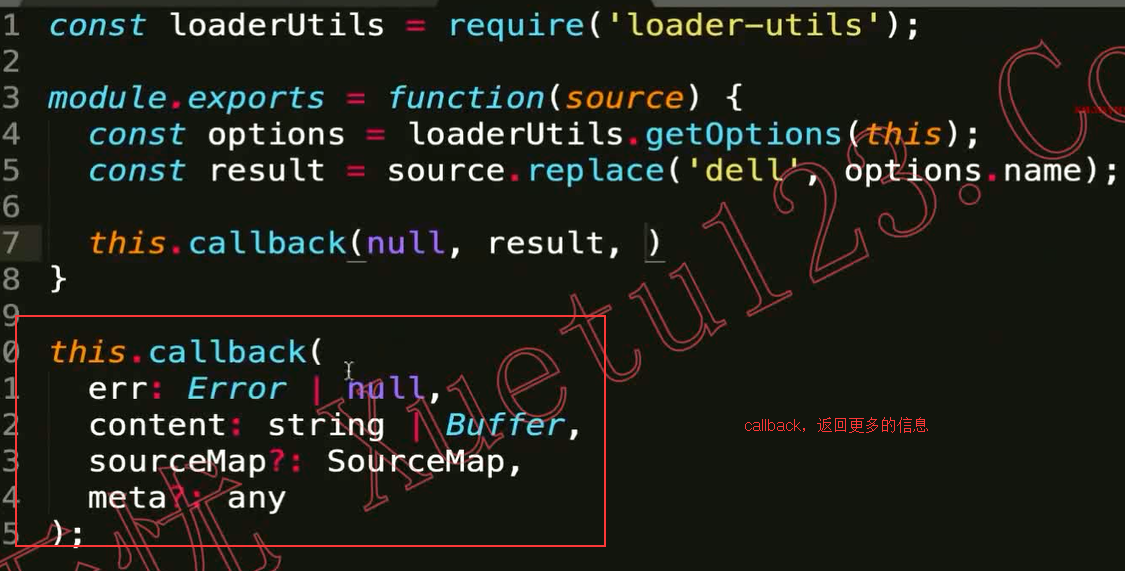 1 const loaderUtils = require('loader-utils');
2
3 module.exports = function(source) {
4 const options = loaderUtils.getOptions(this);
5 const result = source.replace('dell', options.name);
6
7 this.callback(null, result, )
8 }
9
0 this.callback(
1 err: Error | null,
2 content: string | Buffer,
3 sourceMap?: SourceMap,
4 meta?: any
5 );
callback，返回更多的信息
Xuetu123.Co